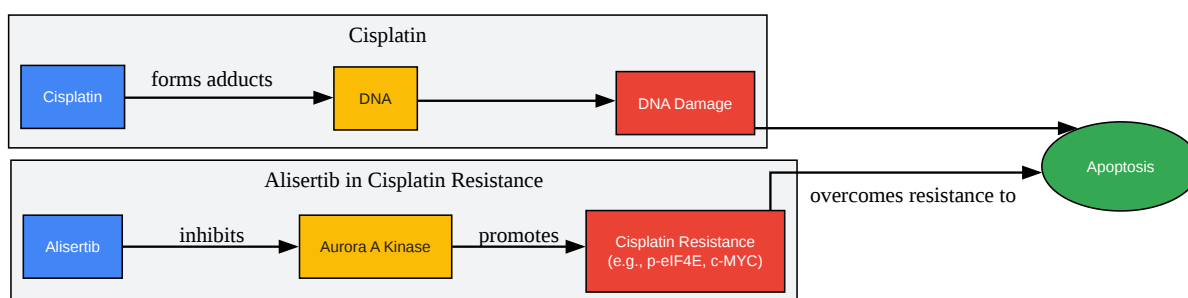 Cisplatin
Cisplatin
forms adducts
DNA
DNA Damage
Apoptosis
Alisertib in Cisplatin Resistance
overcomes resistance to
Alisertib
inhibits
Aurora A Kinase
promotes
Cisplatin Resistance
(e.g., p-eIF4E, c-MYC)